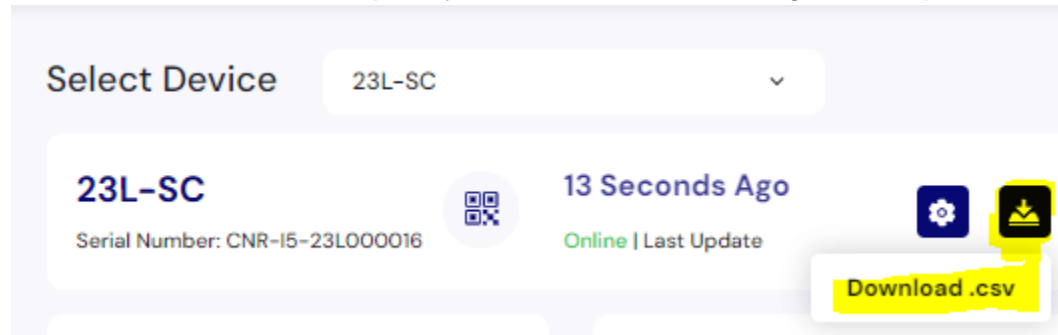 Select Device
23L-SC
23L-SC
Serial Number: CNR-I5-23L000016
13 Seconds Ago
Online | Last Update
Download .csv